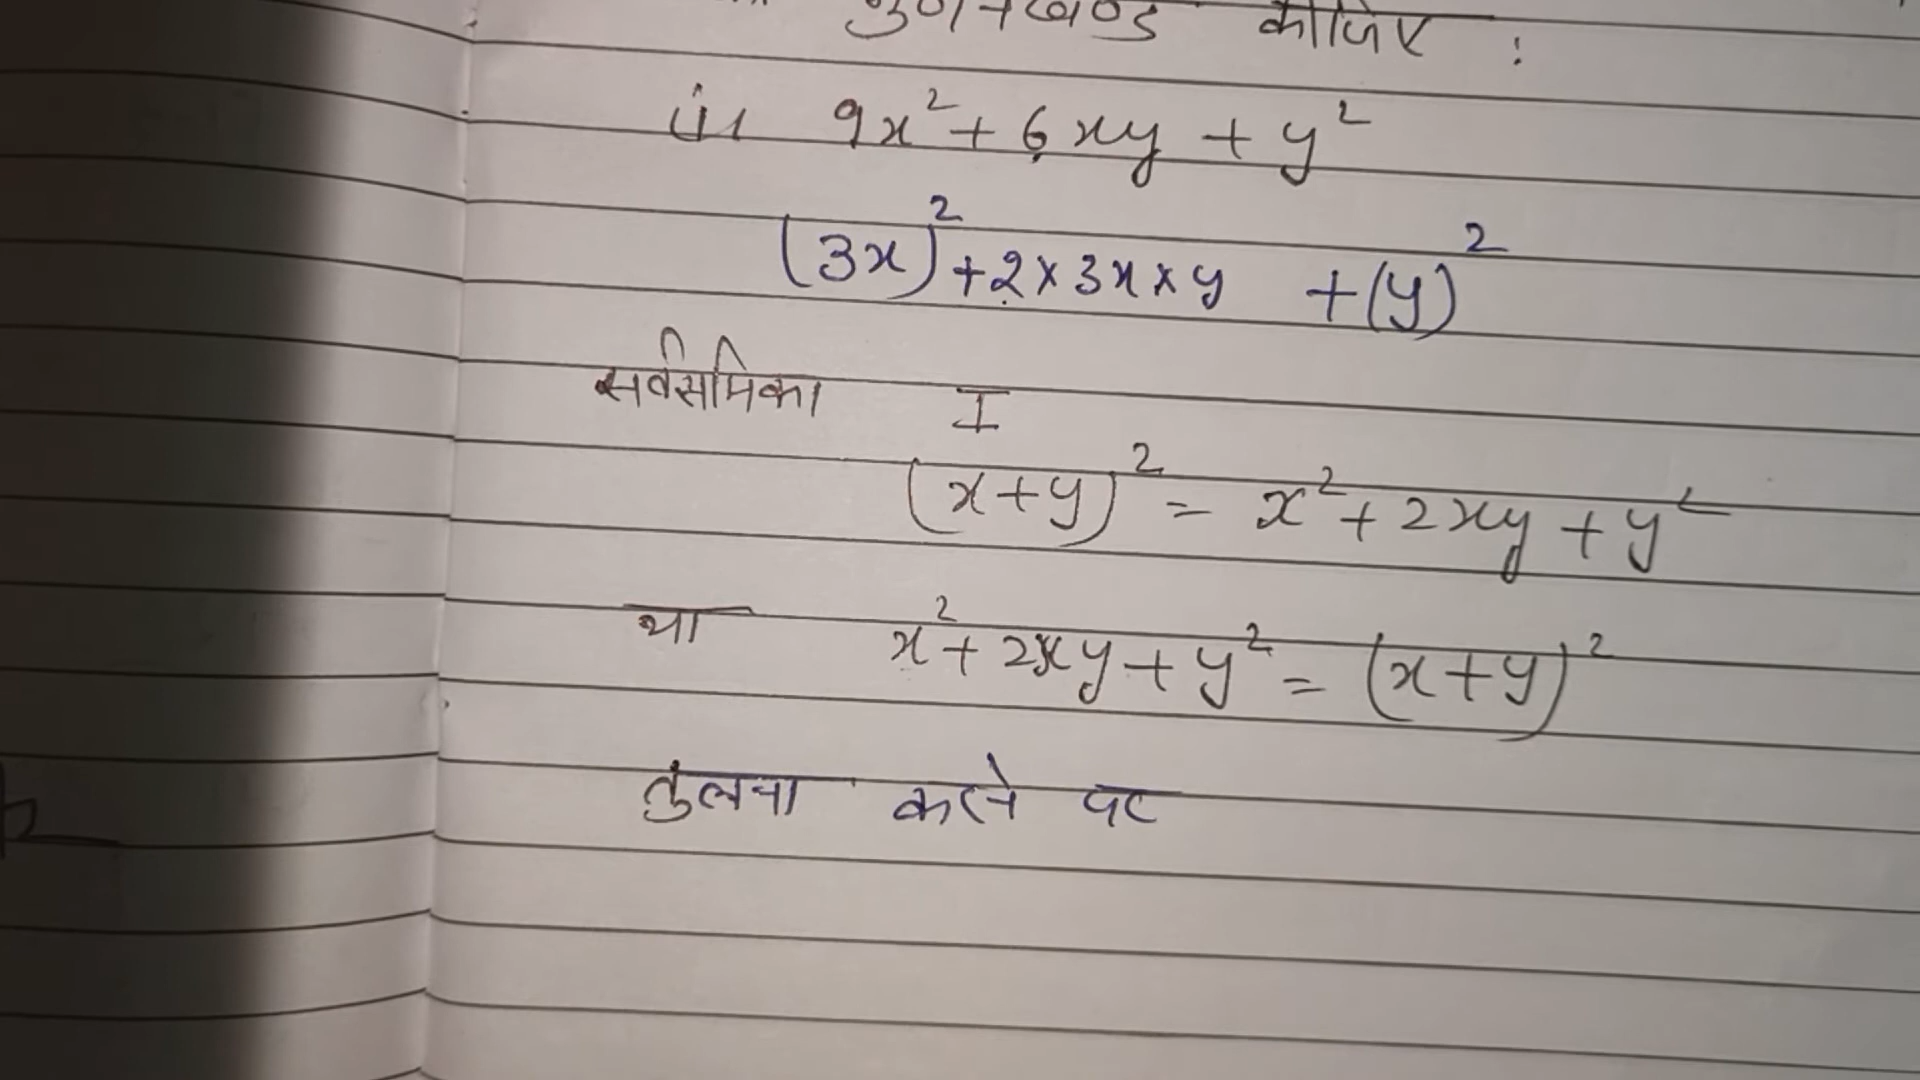 गुणनखंड कीजिए :
(i) 9x² + 6xy + y²
(3x)² + 2 × 3x × y + (y)²
सर्वसमिका I
(x+y)² = x² + 2xy + y²
या x² + 2xy + y² = (x+y)²
तुलना करने पर